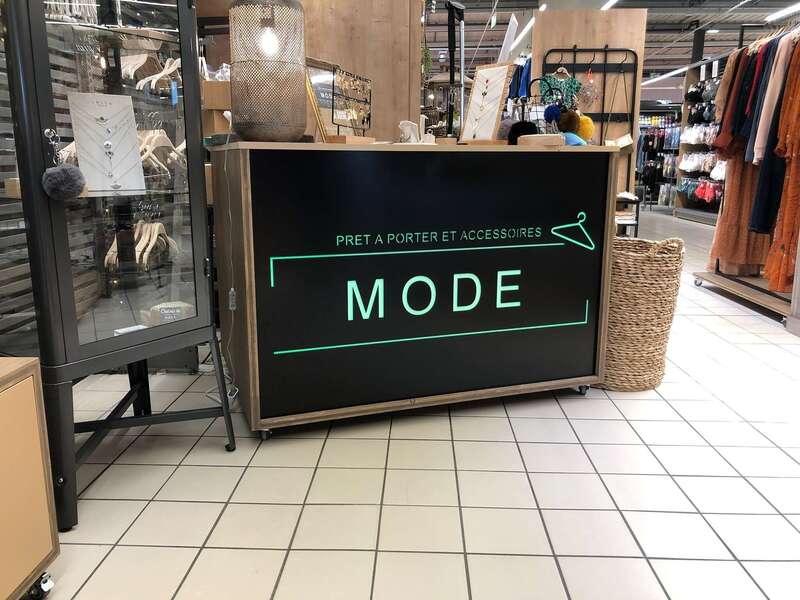 PRET A PORTER ET ACCESSOIRES
MODE